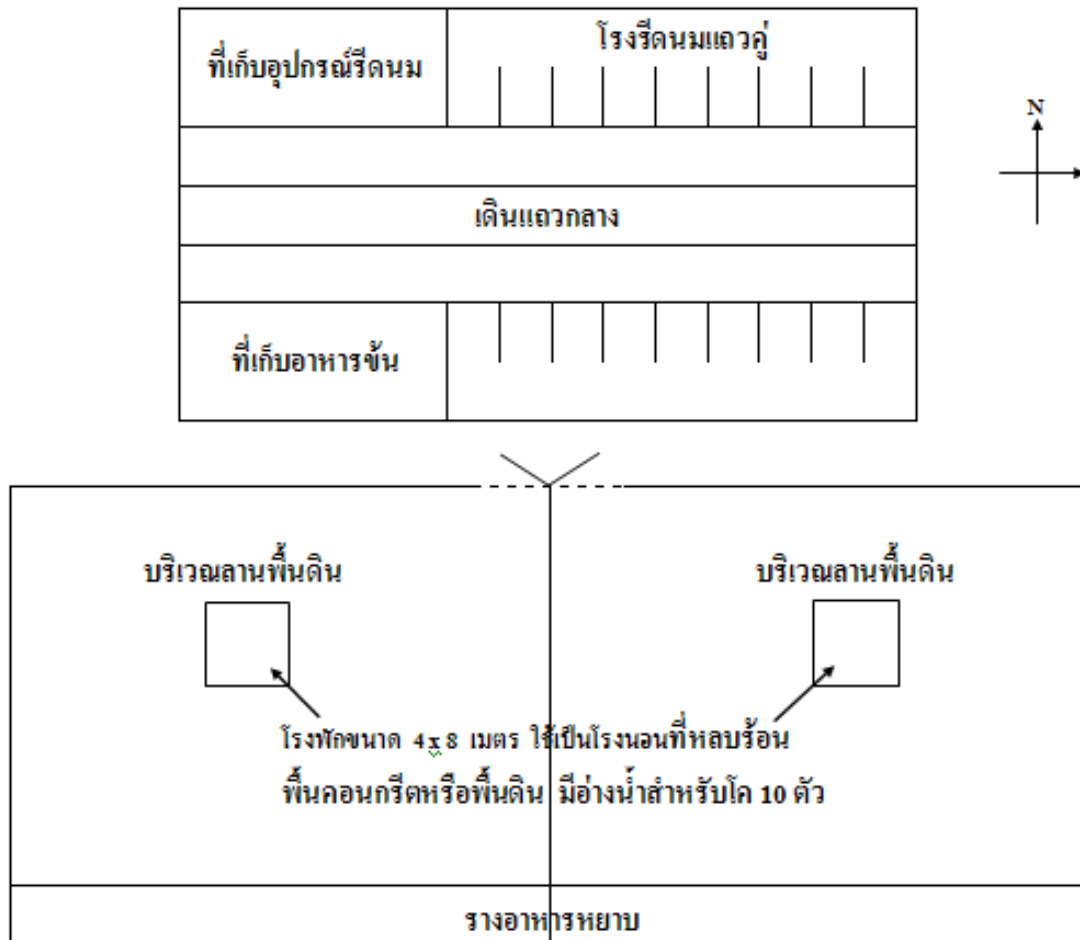 โรงรีดนมแถวคู่
ที่เก็บอุปกรณ์รีดนม
N
เดินแถวกลาง
ที่เก็บอาหารข้น
บริเวณลานพื้นดิน
บริเวณลานพื้นดิน
โรงพักขนาด 4 x 8 เมตร ใช้เป็นโรงนอนที่หลบร้อน
พื้นคอนกรีตหรือพื้นดิน มีอ่างน้ำสำหรับโค 10 ตัว
รางอาหารหยาบ